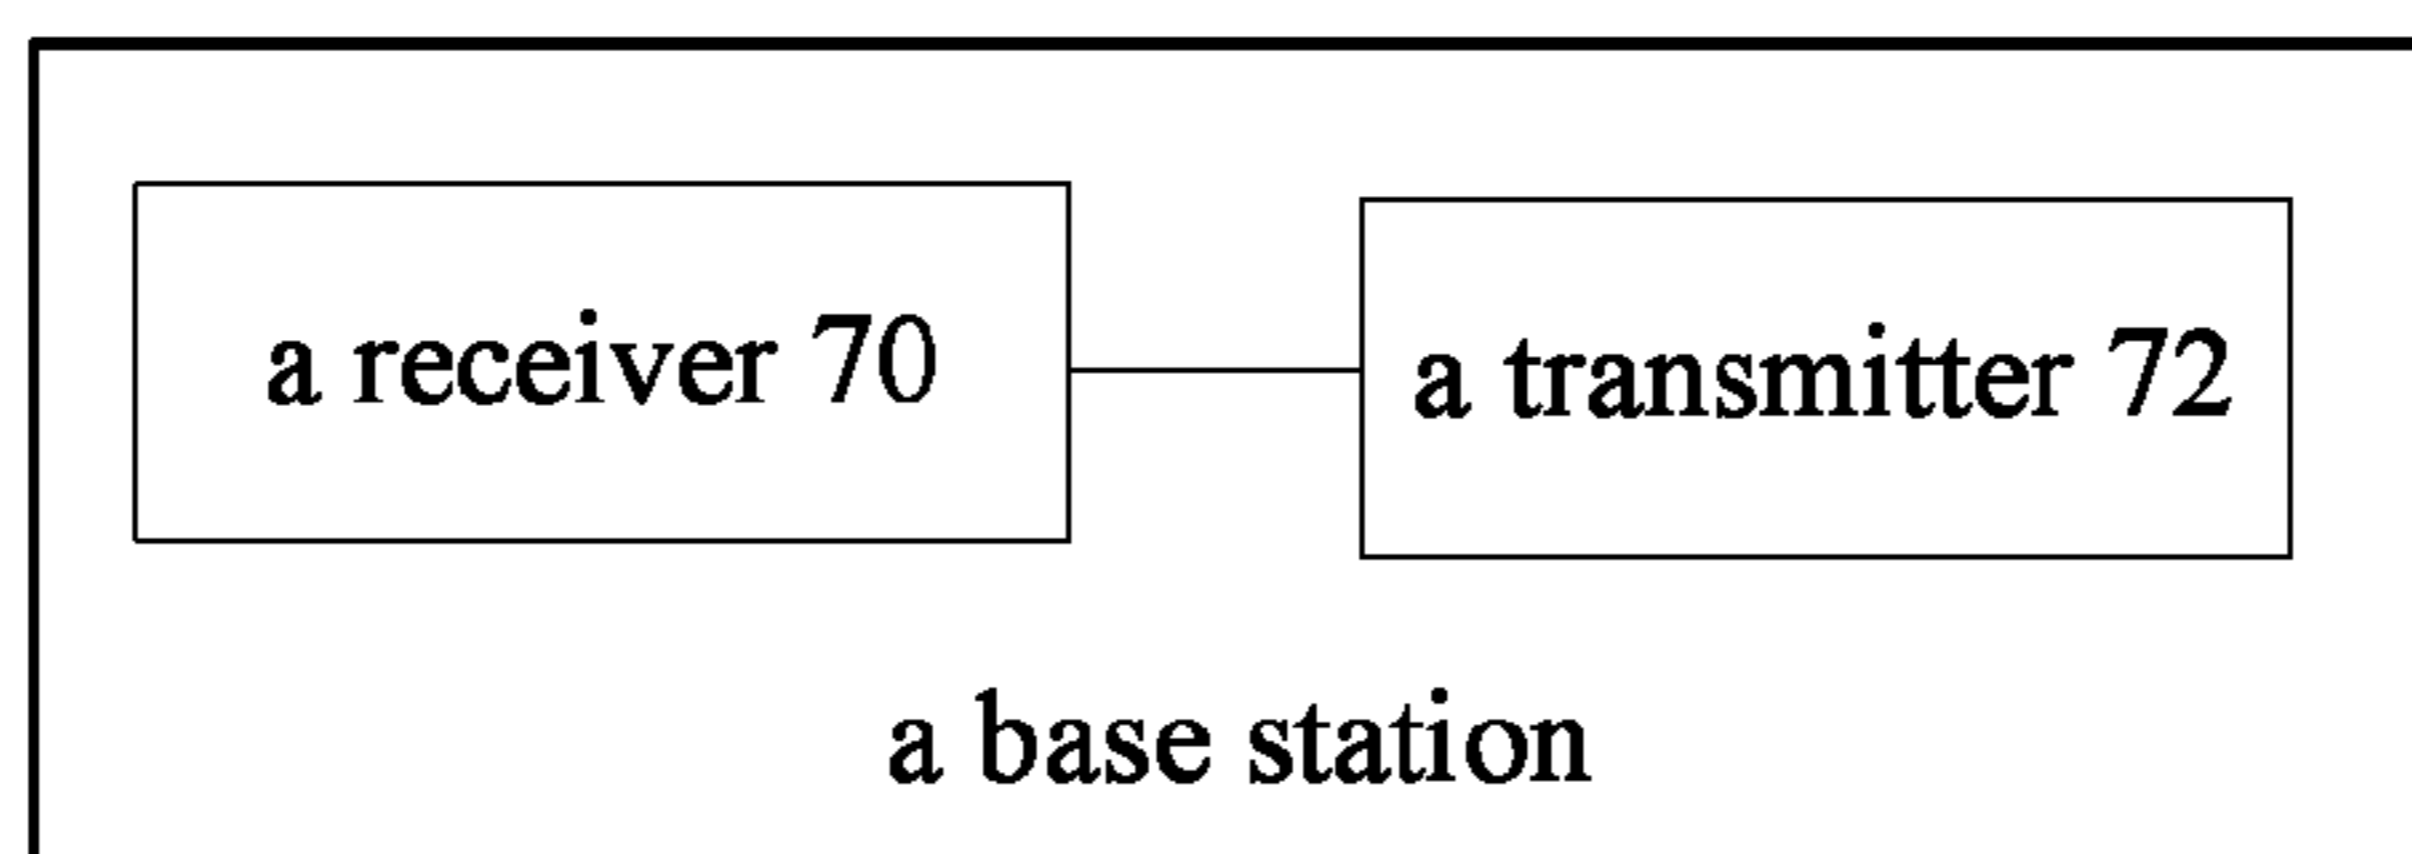 a receiver 70
a transmitter 72
a base station